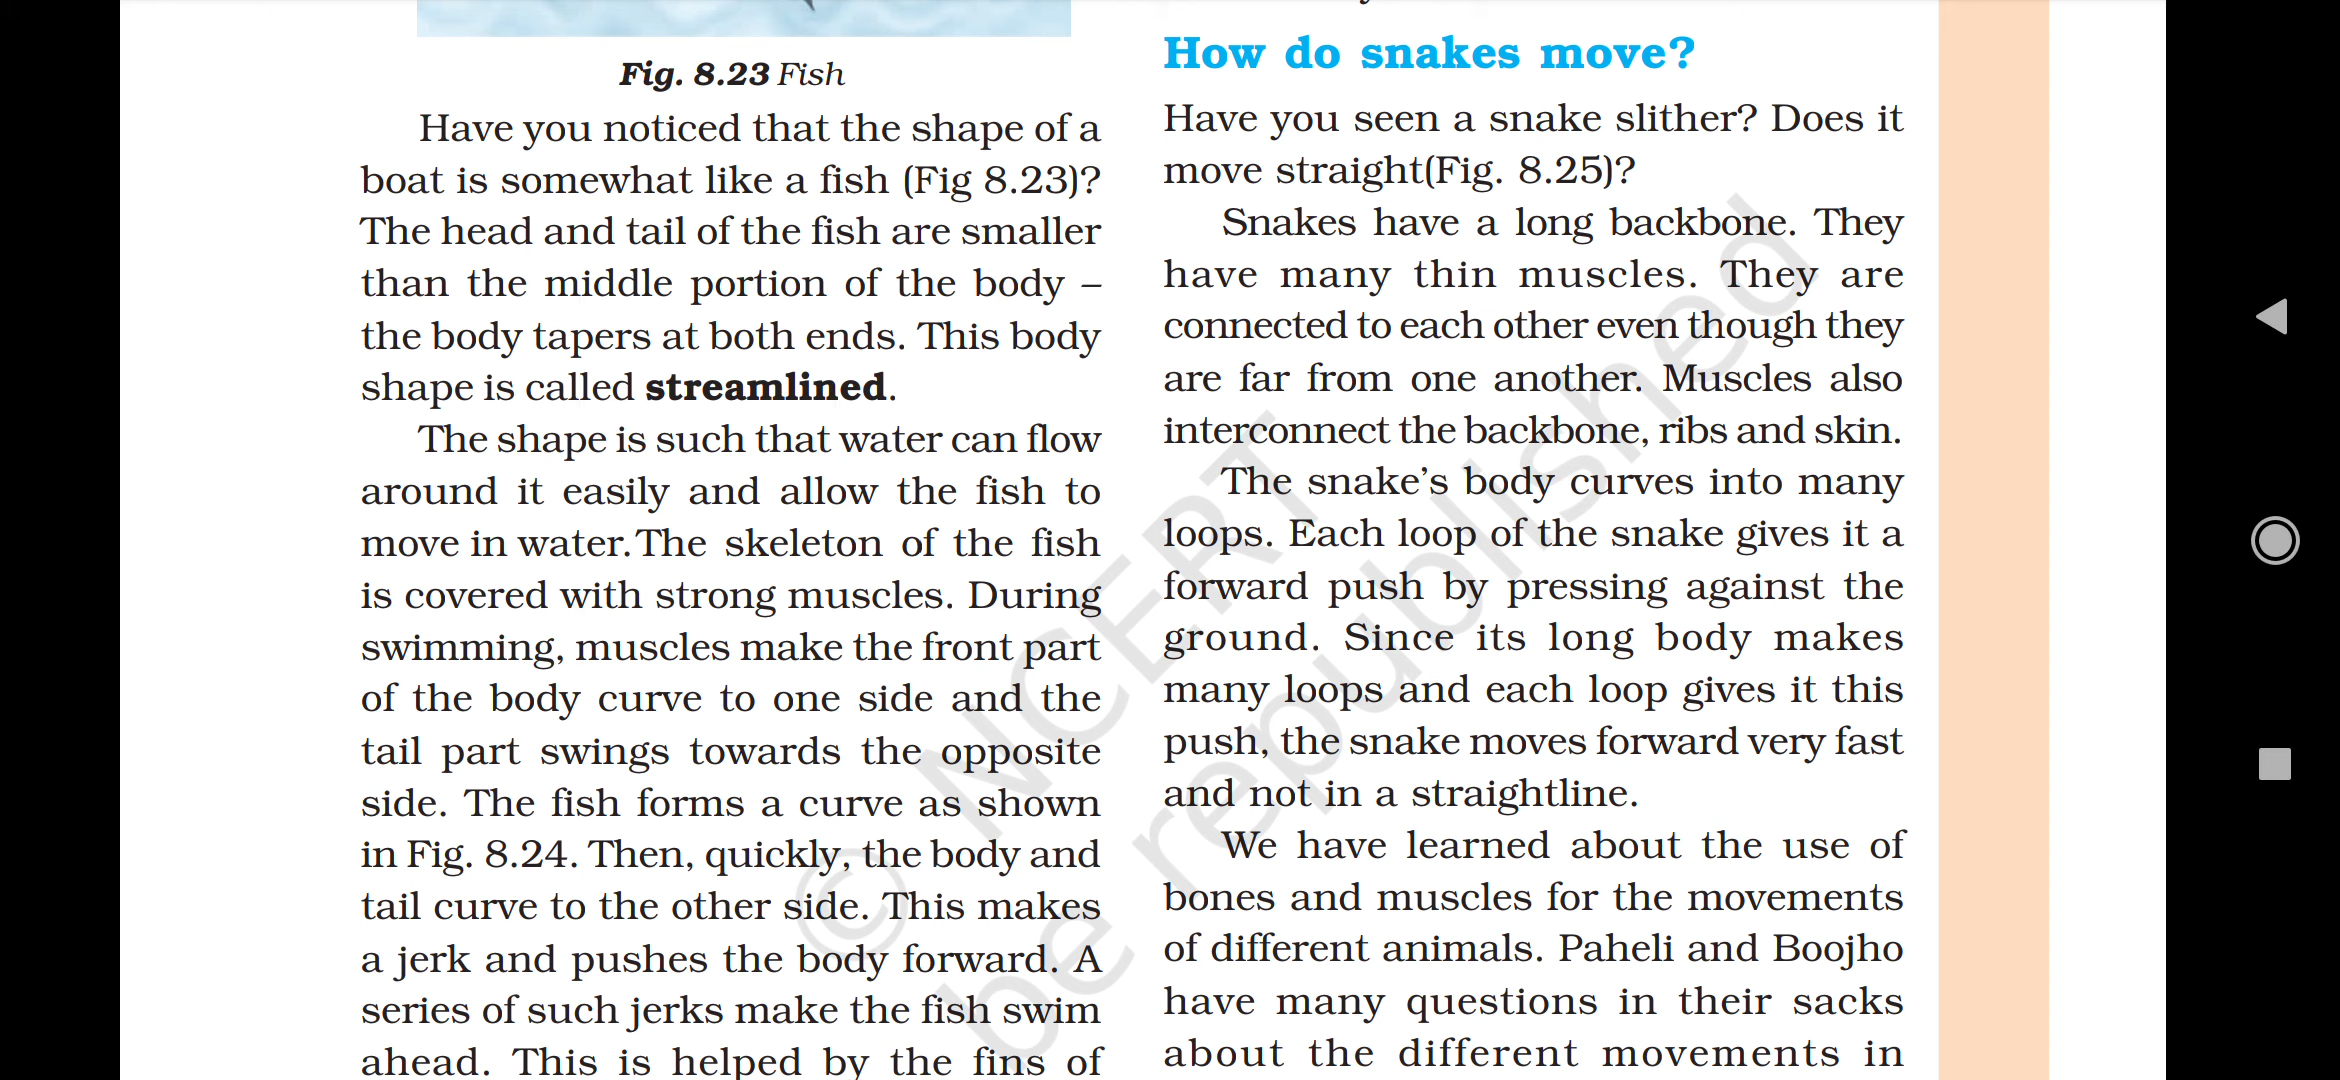 Fig. 8.23 Fish
Have you noticed that the shape of a
boat is somewhat like a fish (Fig 8.23)?
The head and tail of the fish are smaller
than the middle portion of the body –
the body tapers at both ends. This body
shape is called streamlined.
The shape is such that water can flow
around it easily and allow the fish to
move in water.The skeleton of the fish
is covered with strong muscles. During
swimming, muscles make the front part
of the body curve to one side and the
tail part swings towards the opposite
side. The fish forms a curve as shown
in Fig. 8.24. Then, quickly, the body and
tail curve to the other side. This makes
a jerk and pushes the body forward. A
series of such jerks make the fish swim
ahead. This is helped by the fins of
How do snakes move?
Have you seen a snake slither? Does it
move straight(Fig. 8.25)?
Snakes have a long backbone. They
have many thin muscles. They are
connected to each other even though they
are far from one another. Muscles also
interconnect the backbone, ribs and skin.
The snake’s body curves into many
loops. Each loop of the snake gives it a
forward push by pressing against the
ground. Since its long body makes
many loops and each loop gives it this
push, the snake moves forward very fast
and not in a straightline.
We have learned about the use of
bones and muscles for the movements
of different animals. Paheli and Boojho
have many questions in their sacks
about the different movements in
© NCERT
be republished